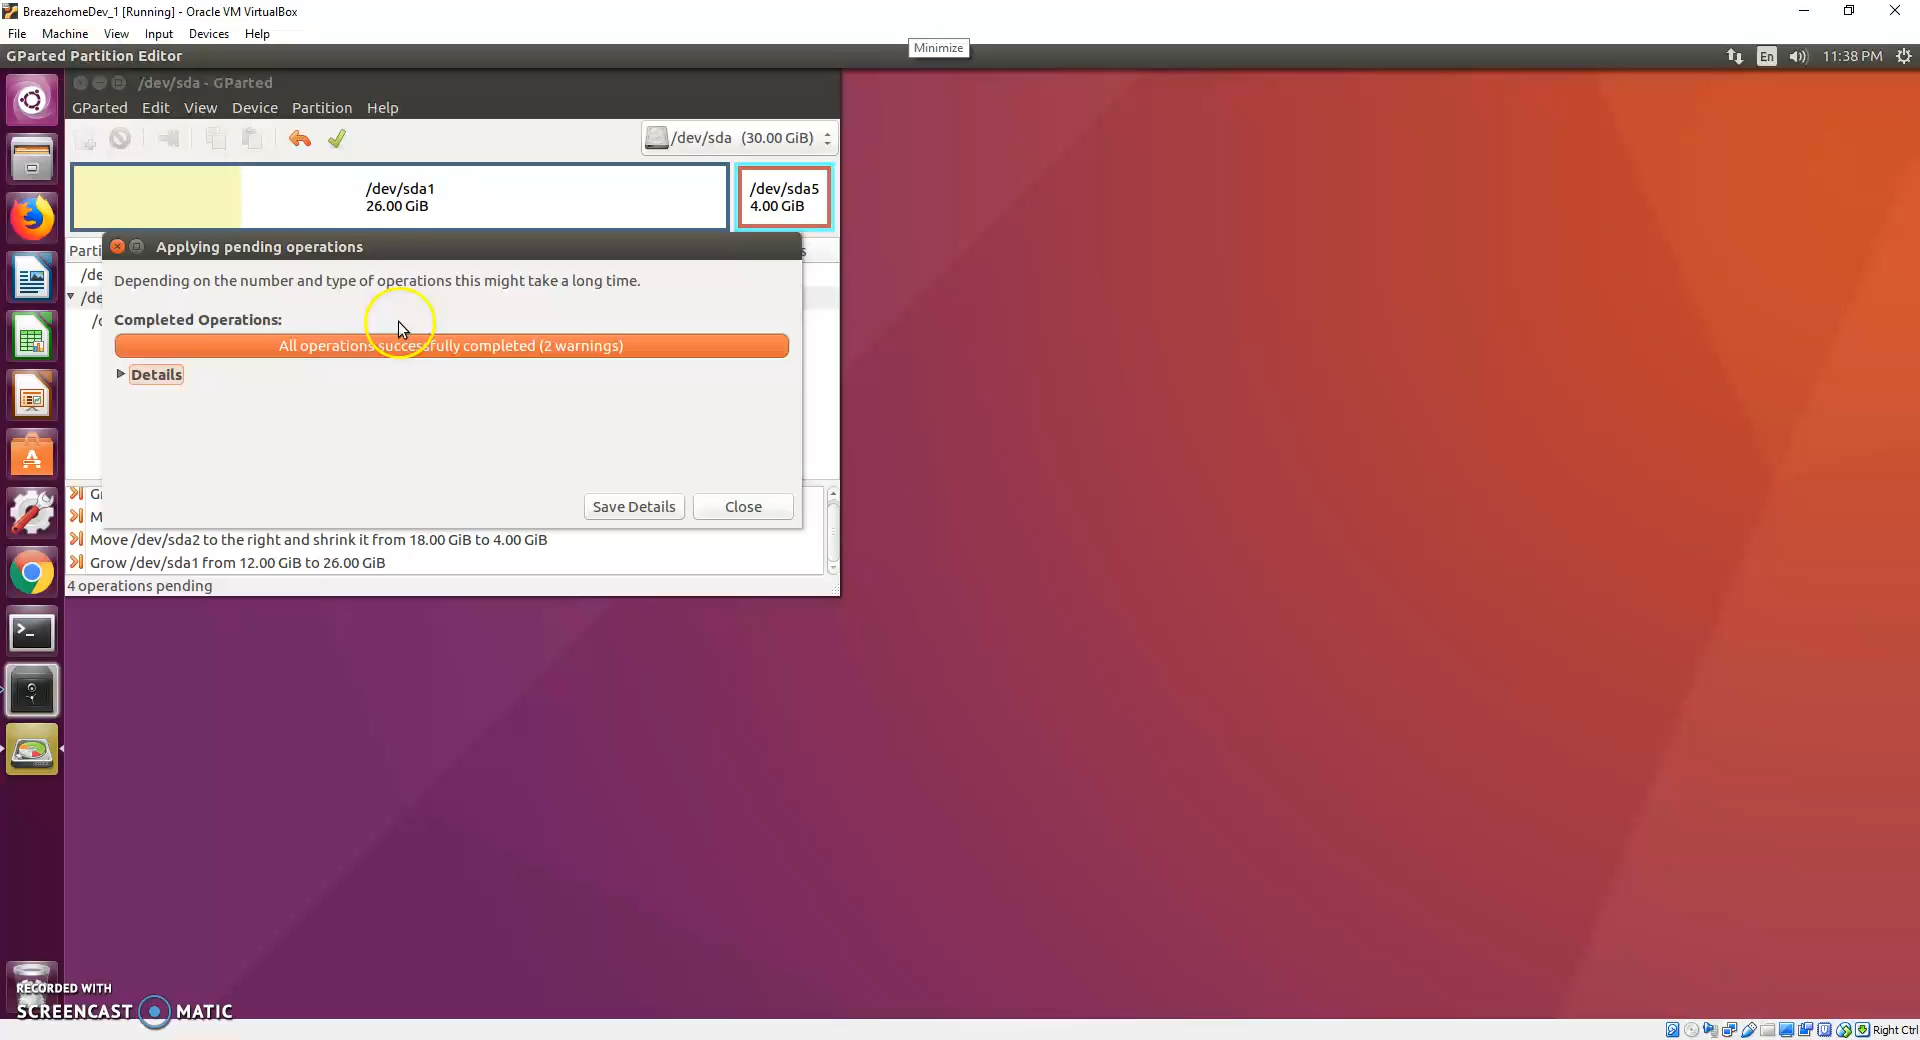 BreazehomeDev_1 [Running] - Oracle VM VirtualBox
File Machine View Input Devices Help
GParted Partition Editor
Minimize
En
11:38 PM
/dev/sda - GParted
GParted Edit View Device Partition Help
/dev/sda (30.00 GiB)
/dev/sda1
26.00 GiB
/dev/sda5
4.00 GiB
Parti
s
/de
/de
Applying pending operations
Depending on the number and type of operations this might take a long time.
Completed Operations:
All operations successfully completed (2 warnings)
Details
Save Details
Close
Gr
M
Move /dev/sda2 to the right and shrink it from 18.00 GiB to 4.00 GiB
Grow /dev/sda1 from 12.00 GiB to 26.00 GiB
4 operations pending
RECORDED WITH
SCREENCAST MATIC
Right Ctrl